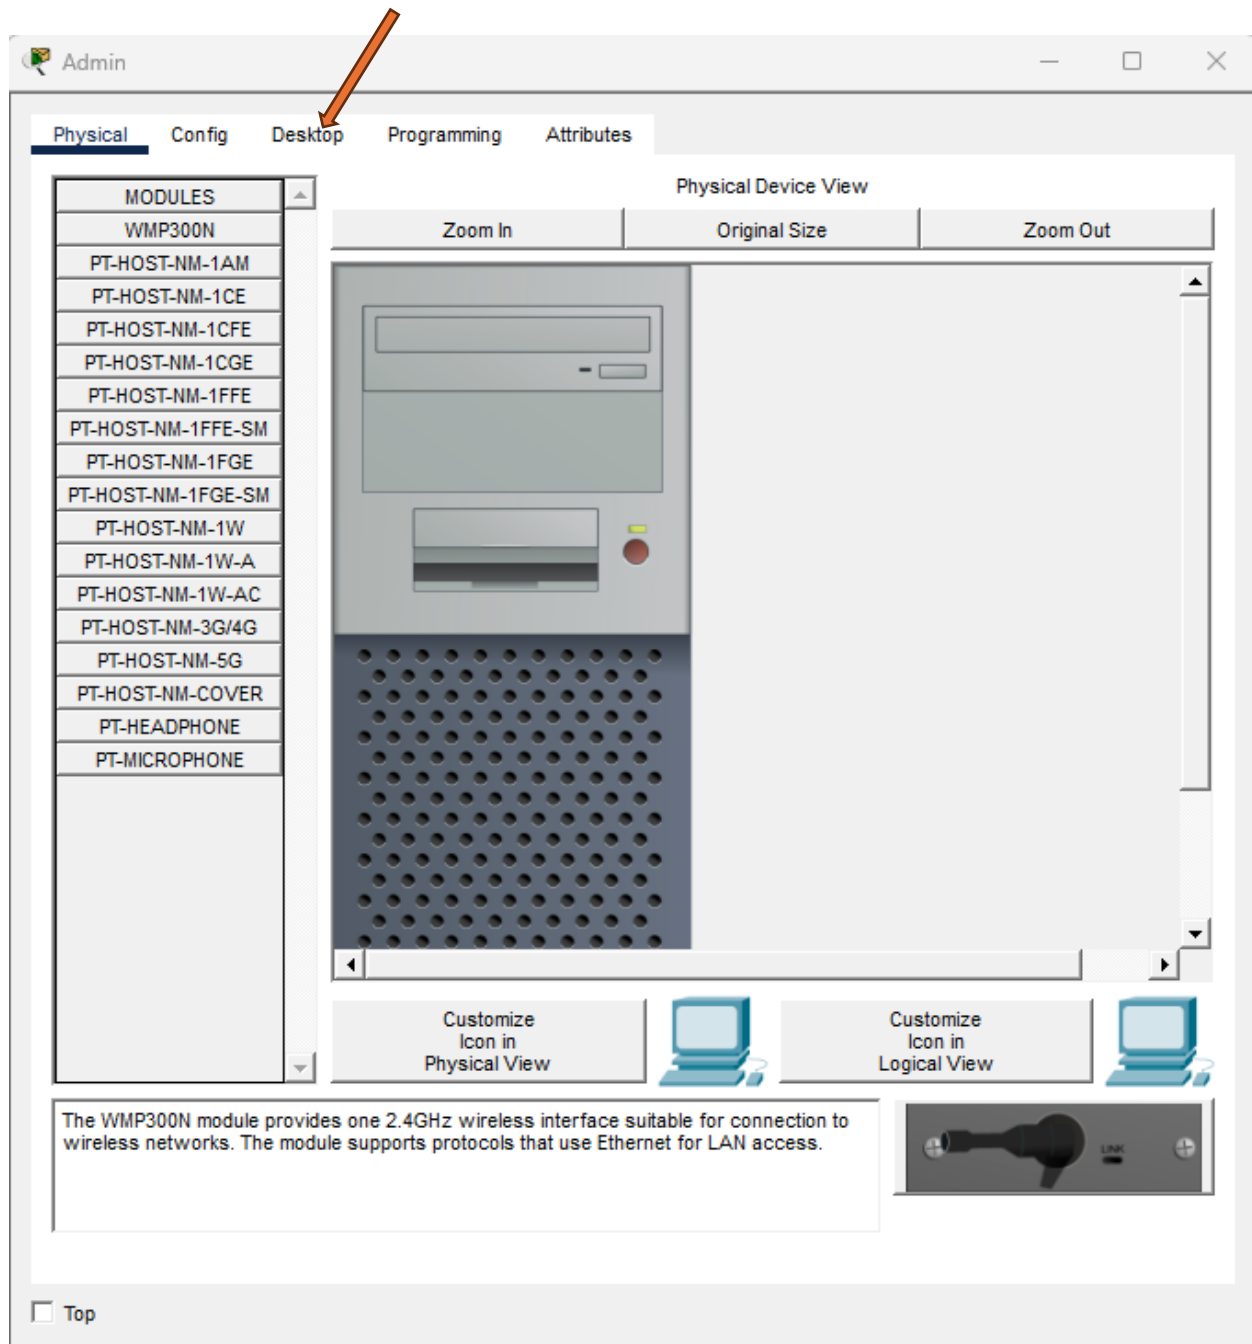 Admin
Physical Config Desktop Programming Attributes
MODULES
WMP300N
PT-HOST-NM-1AM
PT-HOST-NM-1CE
PT-HOST-NM-1CFE
PT-HOST-NM-1CGE
PT-HOST-NM-1FFE
PT-HOST-NM-1FFE-SM
PT-HOST-NM-1FGE
PT-HOST-NM-1FGE-SM
PT-HOST-NM-1W
PT-HOST-NM-1W-A
PT-HOST-NM-1W-AC
PT-HOST-NM-3G/4G
PT-HOST-NM-5G
PT-HOST-NM-COVER
PT-HEADPHONE
PT-MICROPHONE
Physical Device View
Zoom In Original Size Zoom Out
Customize
Icon in
Physical View
Customize
Icon in
Logical View
The WMP300N module provides one 2.4GHz wireless interface suitable for connection to
wireless networks. The module supports protocols that use Ethernet for LAN access.
LINK
Top